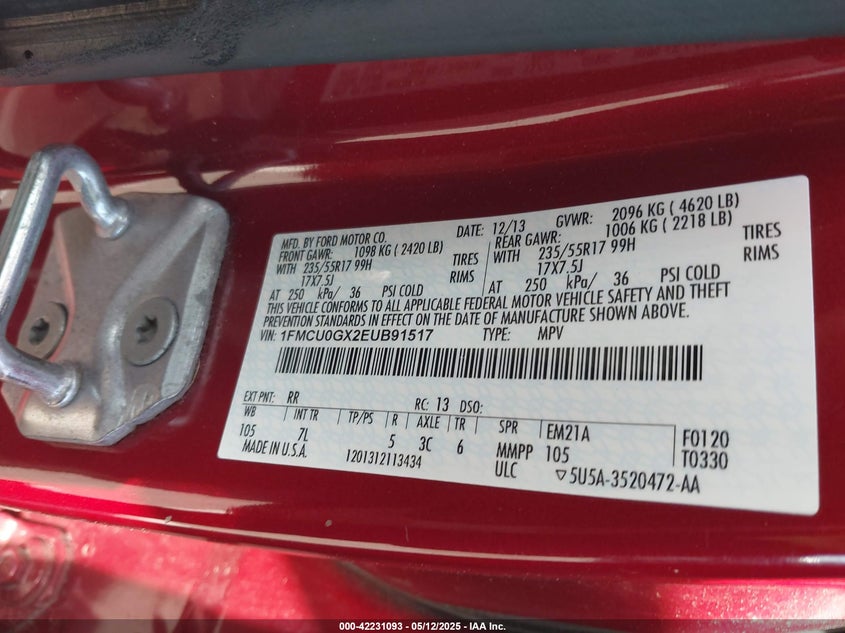 MFD. BY FORD MOTOR CO. DATE: 12/13 GVWR: 2096 KG ( 4620 LB)
FRONT GAWR: 1098 KG ( 2420 LB) REAR GAWR: 1006 KG ( 2218 LB)
WITH 235/55R17 99H TIRES WITH 235/55R17 99H TIRES
17X7.5J RIMS 17X7.5J RIMS
AT 250 kPa/ 36 PSI COLD AT 250 kPa/ 36 PSI COLD
THIS VEHICLE CONFORMS TO ALL APPLICABLE FEDERAL MOTOR VEHICLE SAFETY AND THEFT
PREVENTION STANDARDS IN EFFECT ON THE DATE OF MANUFACTURE SHOWN ABOVE.
VIN: 1FMCU0GX2EUB91517 TYPE: MPV
EXT PNT: RR RC: 13 DSO:
WB INT TR TP/PS R AXLE TR SPR EM21A F0120
105 7L 5 3C 6 MMPP 105 T0330
MADE IN U.S.A. 1201312113434 ULC ▽5U5A-3520472-AA
000-42231093 - 05/12/2025 - IAA Inc.